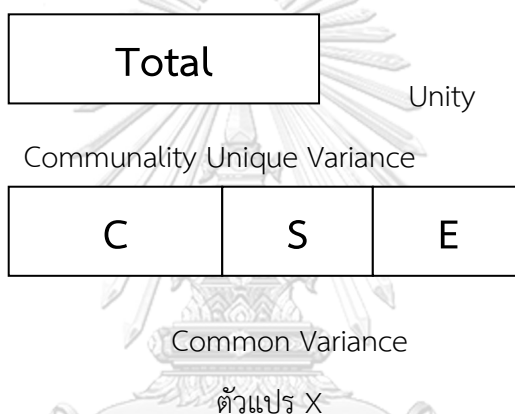 Total
Unity
Communality Unique Variance
C S E
Common Variance
ตัวแปร X